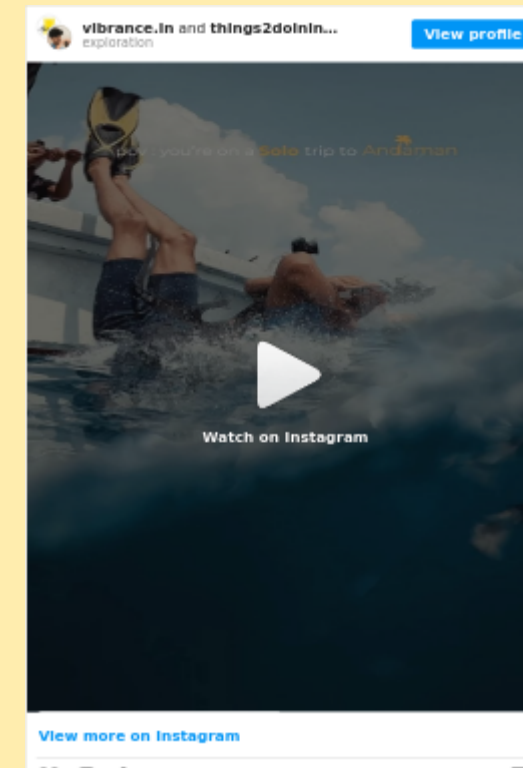 vibrance.in and things2doinin...
exploration
View profile
pov : you're on a Solo trip to Andaman
Watch on Instagram
View more on Instagram